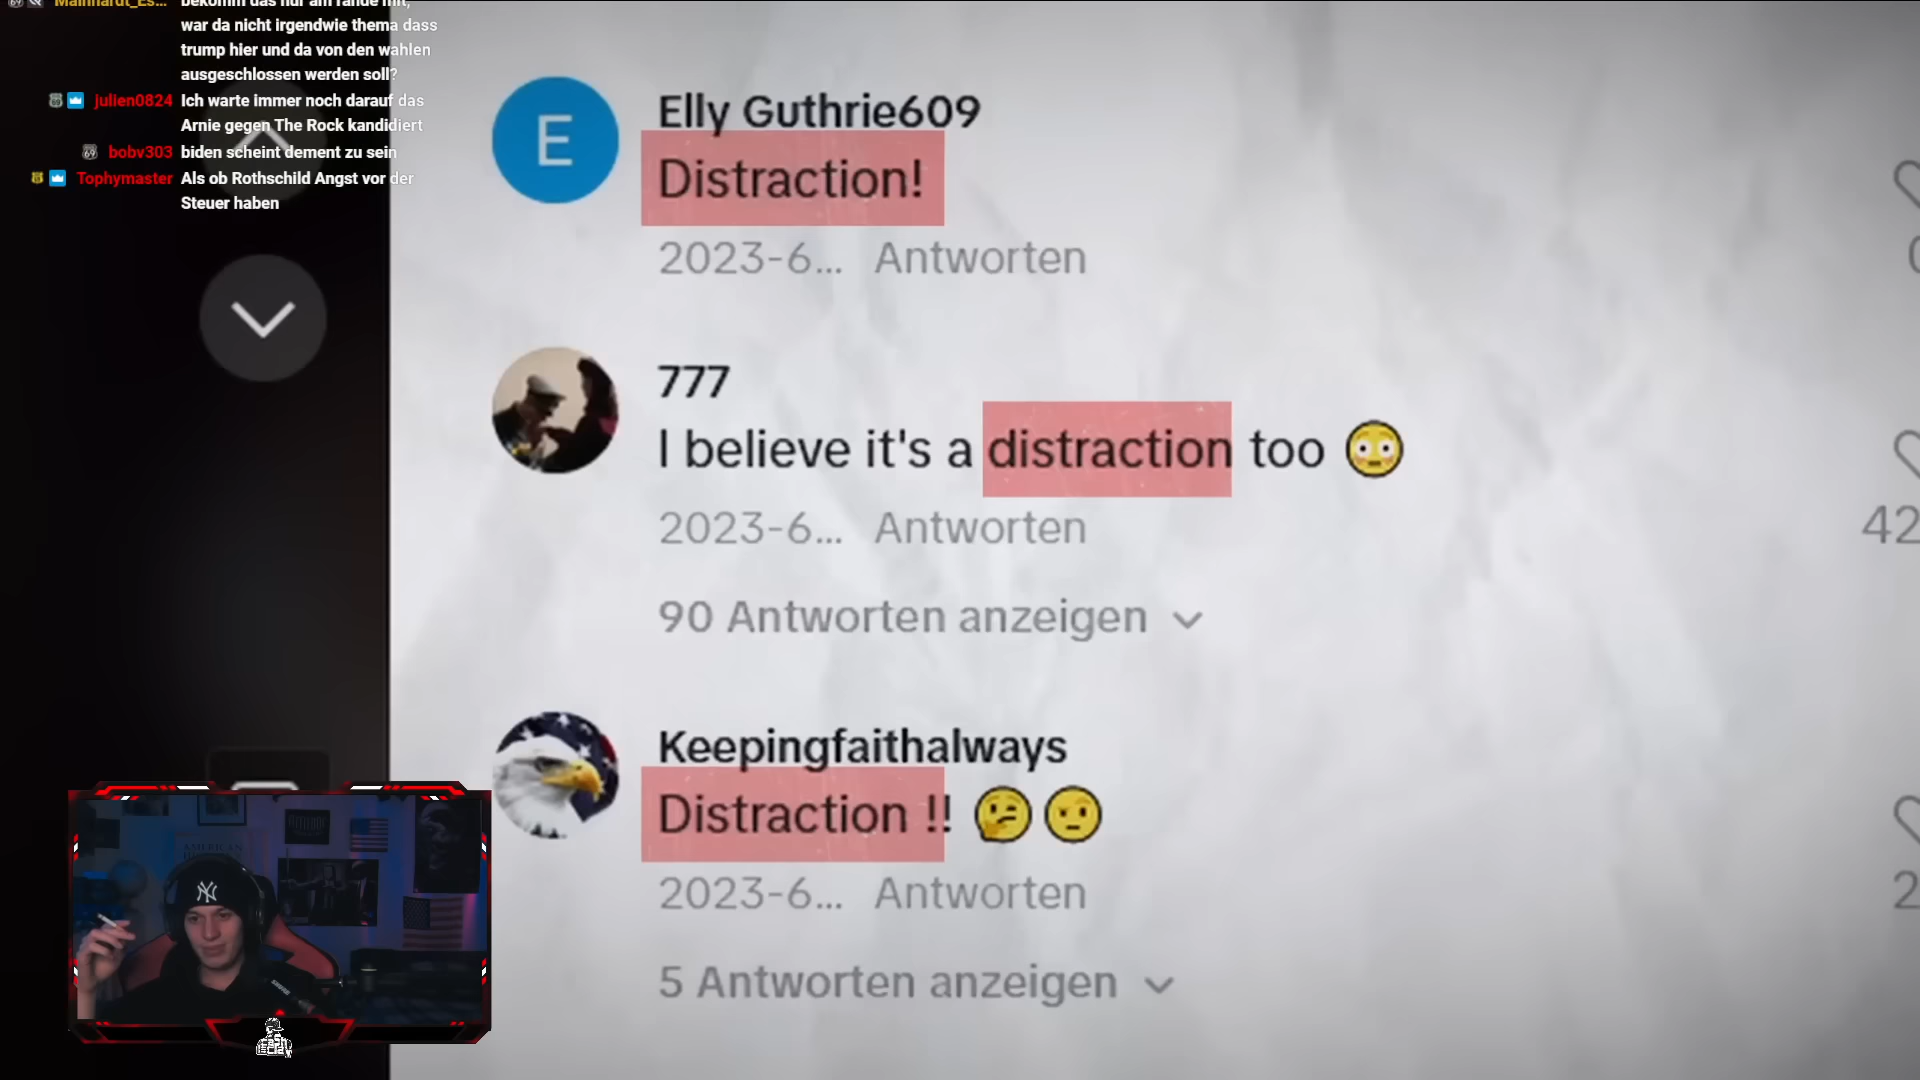 Mainhardt_Es... bekomm das nur am rande mit,
war da nicht irgendwie thema dass
trump hier und da von den wahlen
ausgeschlossen werden soll?
julien0824 Ich warte immer noch darauf das
Arnie gegen The Rock kandidiert
bobv303 biden scheint dement zu sein
Tophymaster Als ob Rothschild Angst vor der
Steuer haben
E
Elly Guthrie609
Distraction!
2023-6... Antworten
777
I believe it's a distraction too 😳
42
2023-6... Antworten
90 Antworten anzeigen
Keepingfaithalways
Distraction !! 🤔🤨
2
2023-6... Antworten
5 Antworten anzeigen
NY